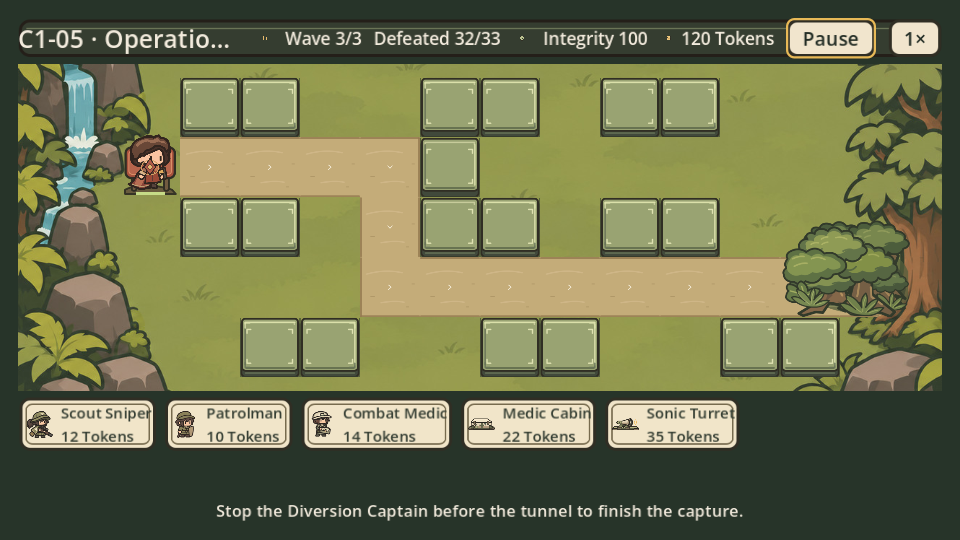 C1-05 · Operatio...
Wave 3/3 Defeated 32/33
Integrity 100
120 Tokens
Pause
1×
Scout Sniper
12 Tokens
Patrolman
10 Tokens
Combat Medic
14 Tokens
Medic Cabin
22 Tokens
Sonic Turret
35 Tokens
Stop the Diversion Captain before the tunnel to finish the capture.